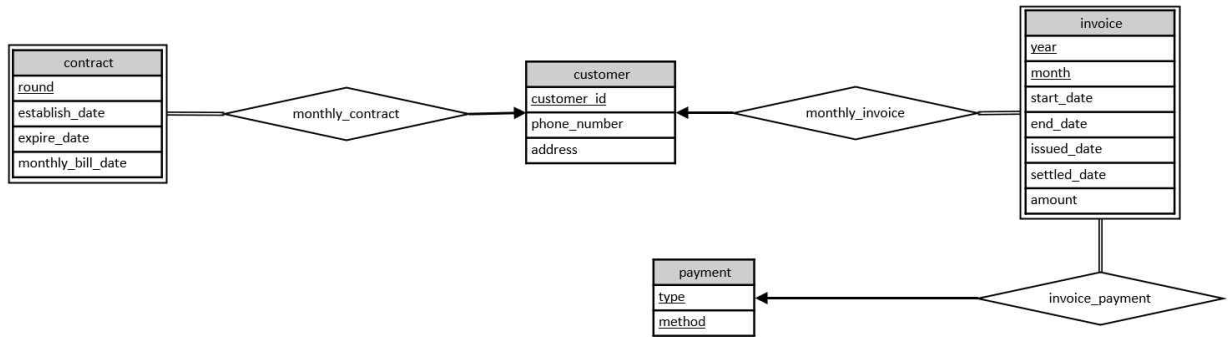 contract
round
establish_date
expire_date
monthly_bill_date
monthly_contract
customer
customer_id
phone_number
address
monthly_invoice
invoice
year
month
start_date
end_date
issued_date
settled_date
amount
payment
type
method
invoice_payment